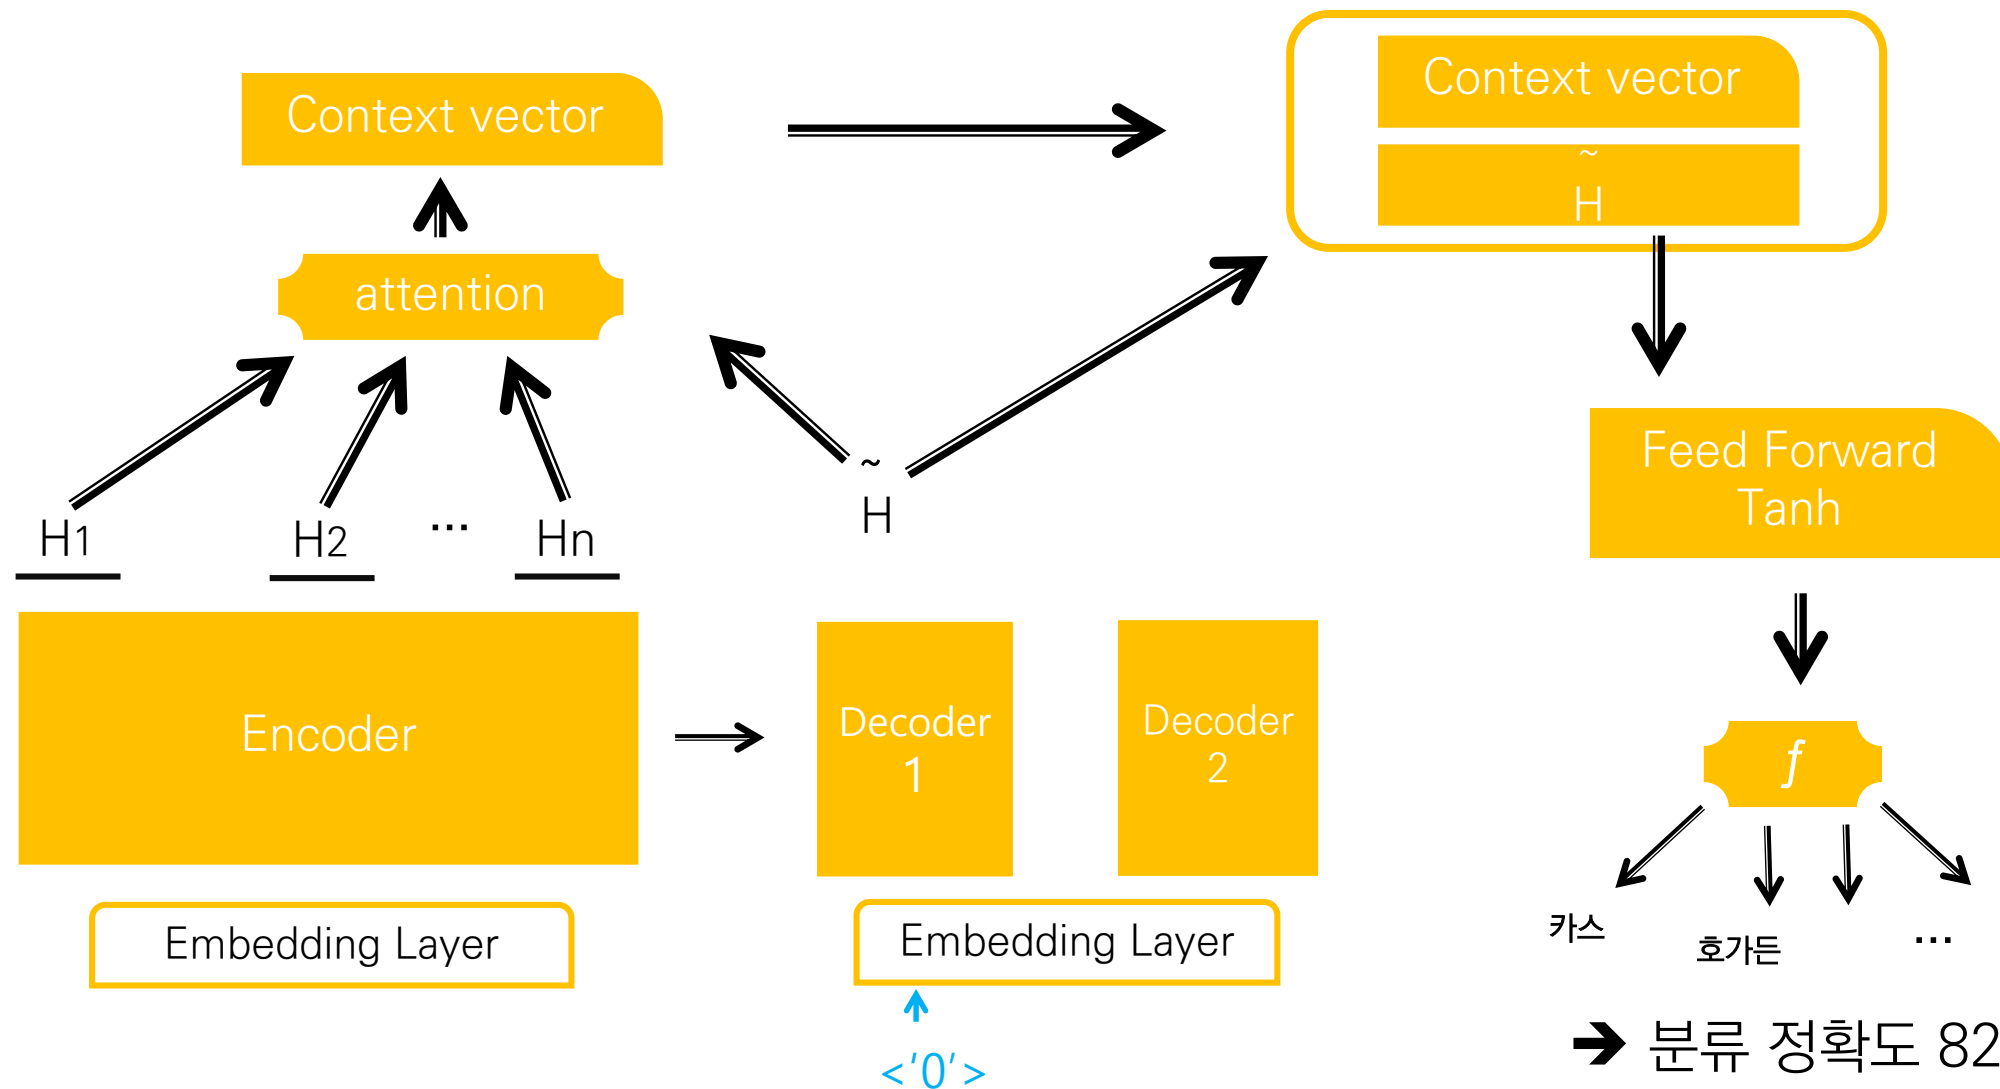 Context vector
Context vector
~
H
attention
Feed Forward
Tanh
~
H
H1
H2
...
Hn
Encoder
Decoder
1
Decoder
2
f
Embedding Layer
Embedding Layer
카스
호가든
...
<'0'>
➔ 분류 정확도 82